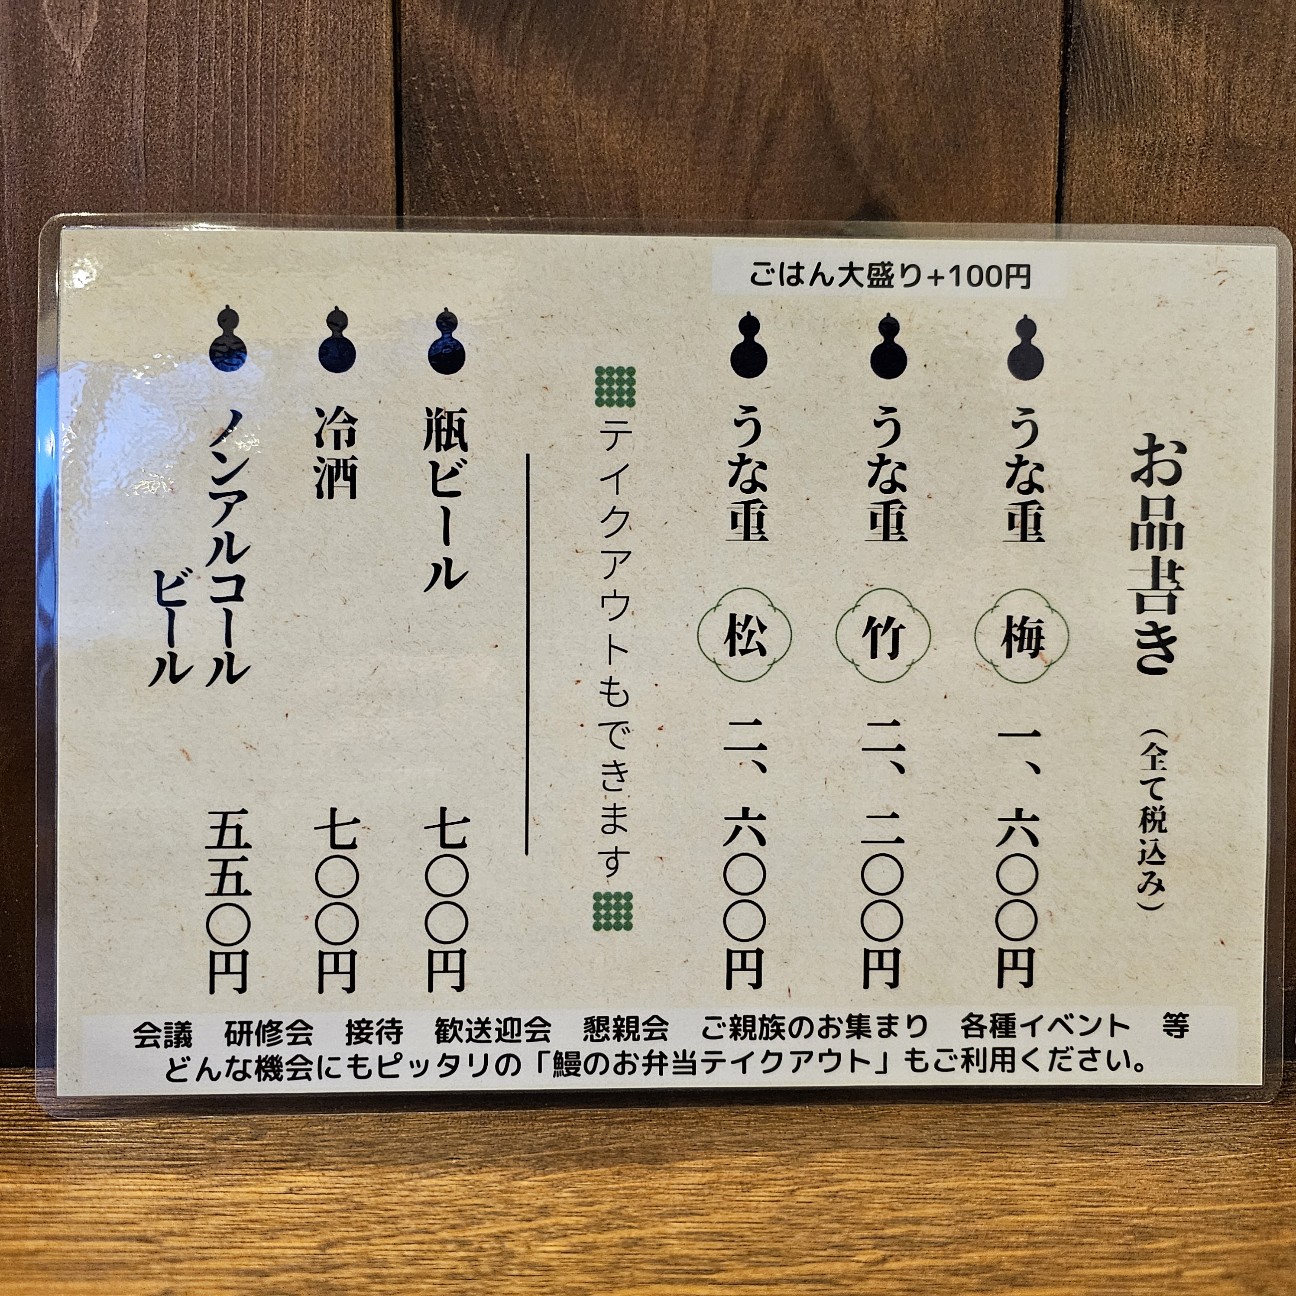 ごはん大盛り+100円
お品書き（全て税込み）
うな重 梅 一、六〇〇円
うな重 竹 二、二〇〇円
うな重 松 二、六〇〇円
テイクアウトもできます
瓶ビール 七〇〇円
冷酒 七〇〇円
ノンアルコール
ビール
五五〇円
会議 研修会 接待 歓送迎会 懇親会 ご親族のお集まり 各種イベント 等
どんな機会にもピッタリの「鰻のお弁当テイクアウト」もご利用ください。